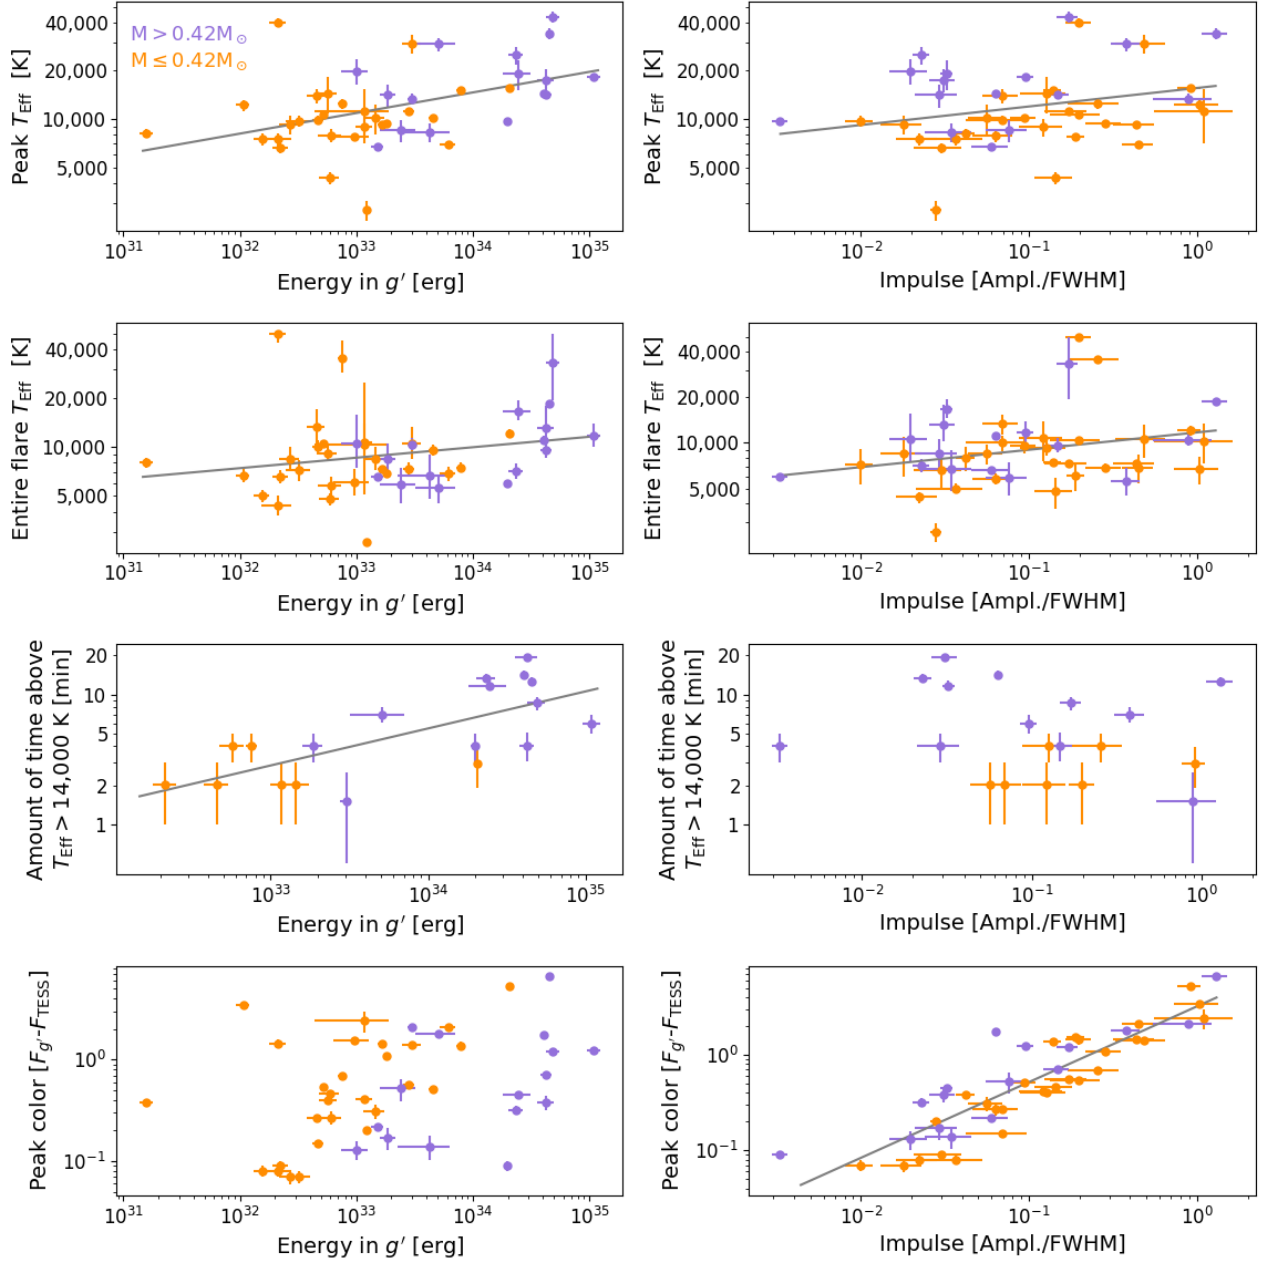 M > 0.42M⊙
M ≤ 0.42M⊙
Peak T_Eff [K]
40,000
20,000
10,000
5,000
10^31 10^32 10^33 10^34 10^35
Energy in g′ [erg]
Peak T_Eff [K]
40,000
20,000
10,000
5,000
10^−2 10^−1 10^0
Impulse [Ampl./FWHM]
Entire flare T_Eff [K]
40,000
20,000
10,000
5,000
10^31 10^32 10^33 10^34 10^35
Energy in g′ [erg]
Entire flare T_Eff [K]
40,000
20,000
10,000
5,000
10^−2 10^−1 10^0
Impulse [Ampl./FWHM]
Amount of time above
T_Eff > 14,000 K [min]
20
10
5
2
1
10^33 10^34 10^35
Energy in g′ [erg]
Amount of time above
T_Eff > 14,000 K [min]
20
10
5
2
1
10^−2 10^−1 10^0
Impulse [Ampl./FWHM]
Peak color [F_g′-F_TESS]
10^0
10^−1
10^31 10^32 10^33 10^34 10^35
Energy in g′ [erg]
Peak color [F_g′-F_TESS]
10^0
10^−1
10^−2 10^−1 10^0
Impulse [Ampl./FWHM]